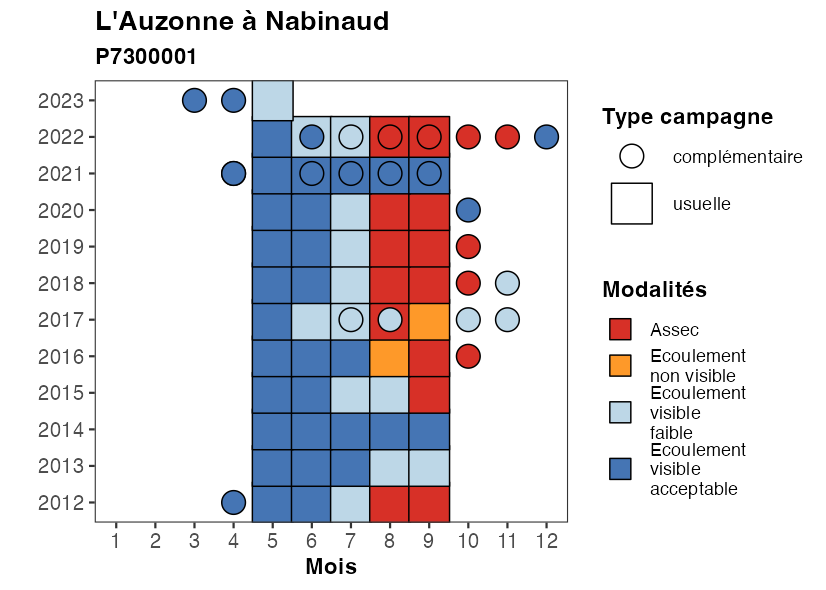 L'Auzonne à Nabinaud
P7300001
2023
2022
2021
2020
2019
2018
2017
2016
2015
2014
2013
2012
1 2 3 4 5 6 7 8 9 10 11 12
Mois
Type campagne
complémentaire
usuelle
Modalités
Assec
Ecoulement
non visible
Ecoulement
visible
faible
Ecoulement
visible
acceptable